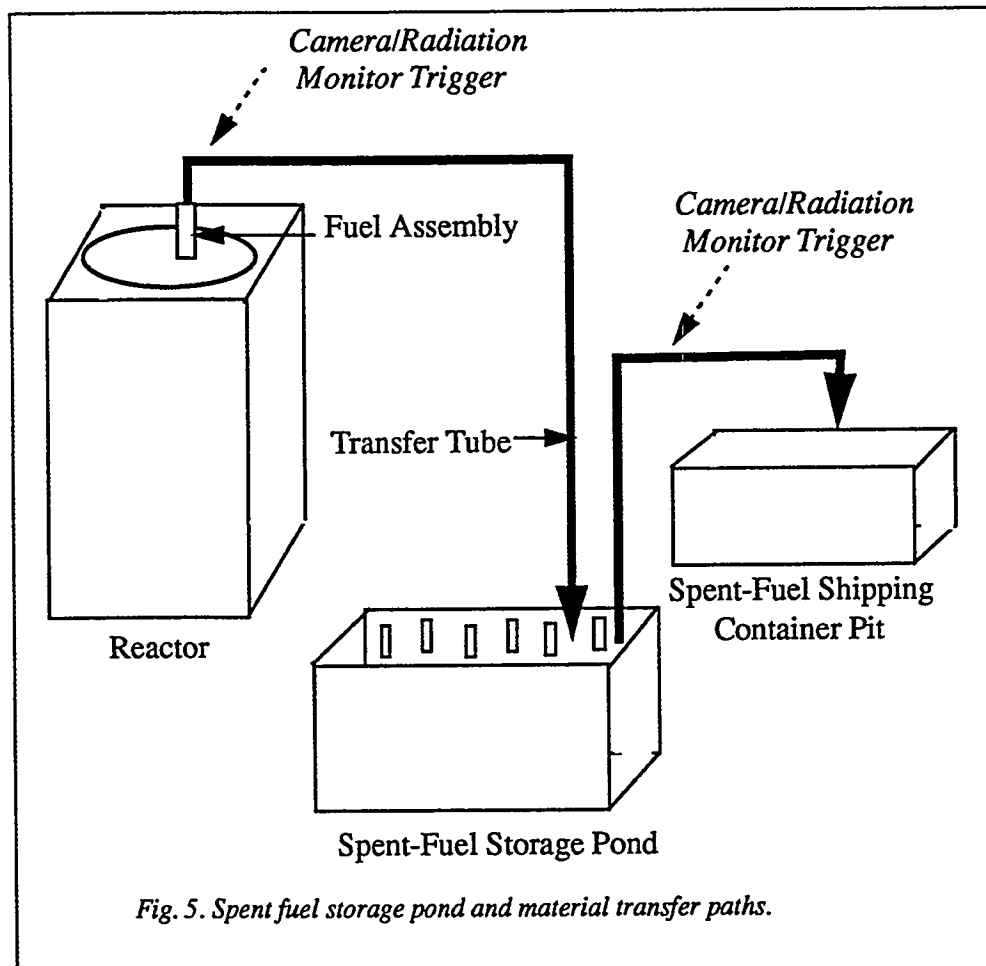 Camera/Radiation
Monitor Trigger
Fuel Assembly
Camera/Radiation
Monitor Trigger
Transfer Tube
Spent-Fuel Shipping
Container Pit
Reactor
Spent-Fuel Storage Pond
Fig. 5. Spent fuel storage pond and material transfer paths.